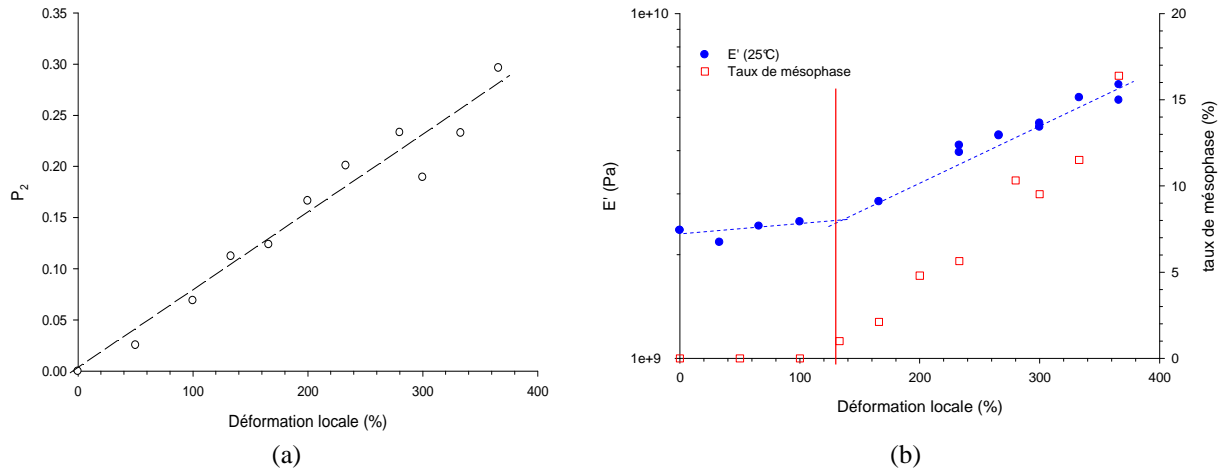 0.35
0.30
0.25
0.20
0.15
0.10
0.05
0.00
P2
0
100
200
300
400
Déformation locale (%)
(a)
1e+10
1e+9
E' (Pa)
E' (25°C)
Taux de mésophase
20
15
10
5
0
taux de mésophase (%)
0
100
200
300
400
Déformation locale (%)
(b)